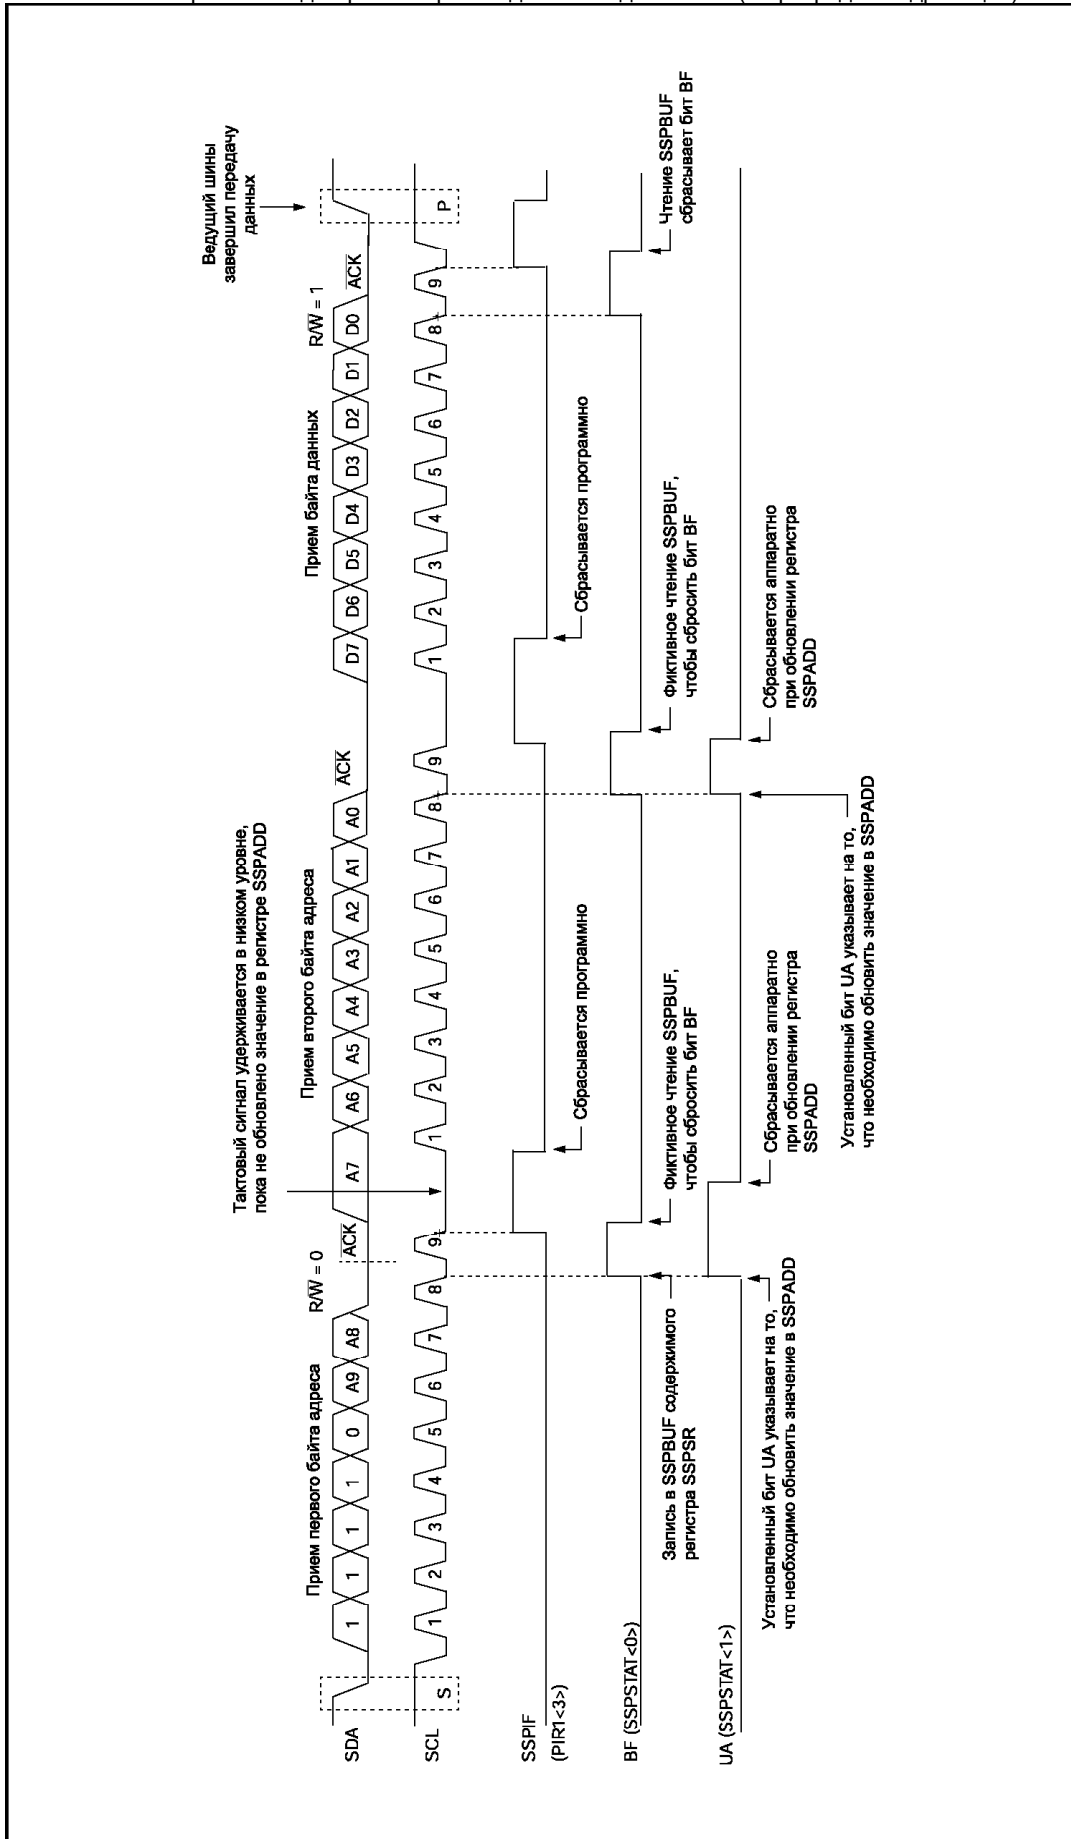 Ведущий шины
завершил передачу
данных
Тактовый сигнал удерживается в низком уровне,
пока не обновлено значение в регистре SSPADD
Прием первого байта адреса
R/W = 0
Прием второго байта адреса
Прием байта данных
R/W = 1
SDA
1 1 1 1 0 A9 A8 ACK A7 A6 A5 A4 A3 A2 A1 A0 ACK D7 D6 D5 D4 D3 D2 D1 D0 ACK
SCL
S 1 2 3 4 5 6 7 8 9 1 2 3 4 5 6 7 8 9 1 2 3 4 5 6 7 8 9 P
SSPIF
(PIR1<3>)
Сбрасывается программно
Сбрасывается программно
BF (SSPSTAT<0>)
Запись в SSPBUF содержимого
регистра SSPSR
Фиктивное чтение SSPBUF,
чтобы сбросить бит BF
Фиктивное чтение SSPBUF,
чтобы сбросить бит BF
Чтение SSPBUF
сбрасывает бит BF
UA (SSPSTAT<1>)
Установленный бит UA указывает на то,
что необходимо обновить значение в SSPADD
Сбрасывается аппаратно
при обновлении регистра
SSPADD
Установленный бит UA указывает на то,
что необходимо обновить значение в SSPADD
Сбрасывается аппаратно
при обновлении регистра
SSPADD